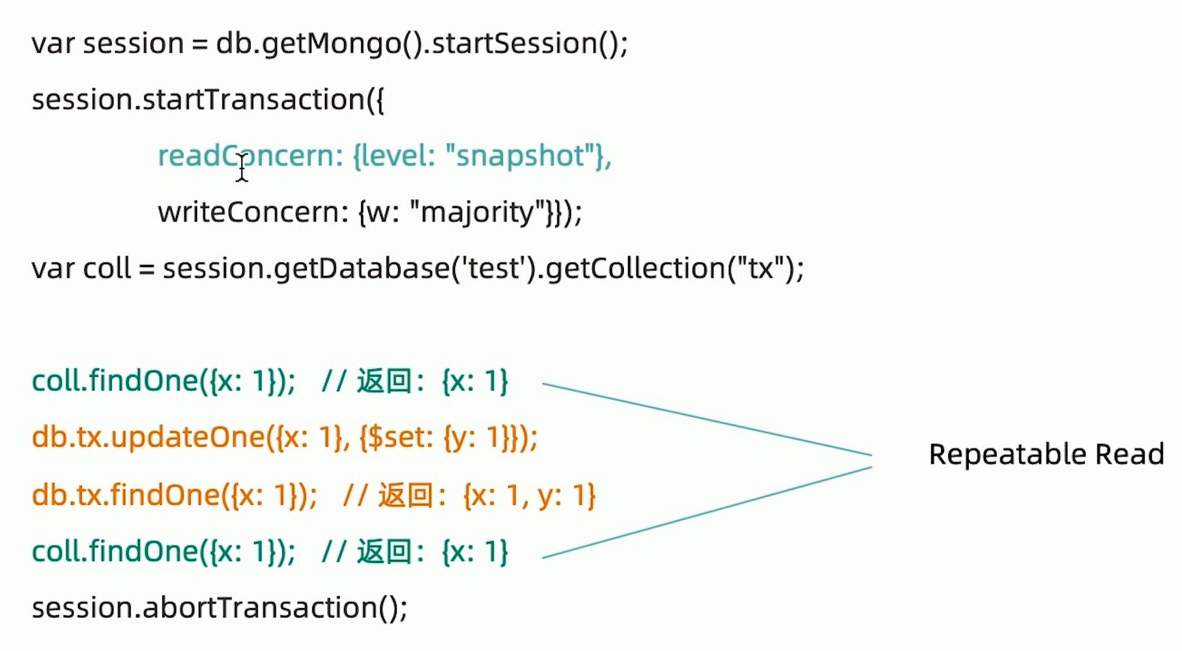 var session = db.getMongo().startSession();
session.startTransaction({
readConcern: {level: "snapshot"},
writeConcern: {w: "majority"}});
var coll = session.getDatabase('test').getCollection("tx");
coll.findOne({x: 1}); // 返回：{x: 1}
db.tx.updateOne({x: 1}, {$set: {y: 1}});
db.tx.findOne({x: 1}); // 返回：{x: 1, y: 1}
coll.findOne({x: 1}); // 返回：{x: 1}
session.abortTransaction();
Repeatable Read